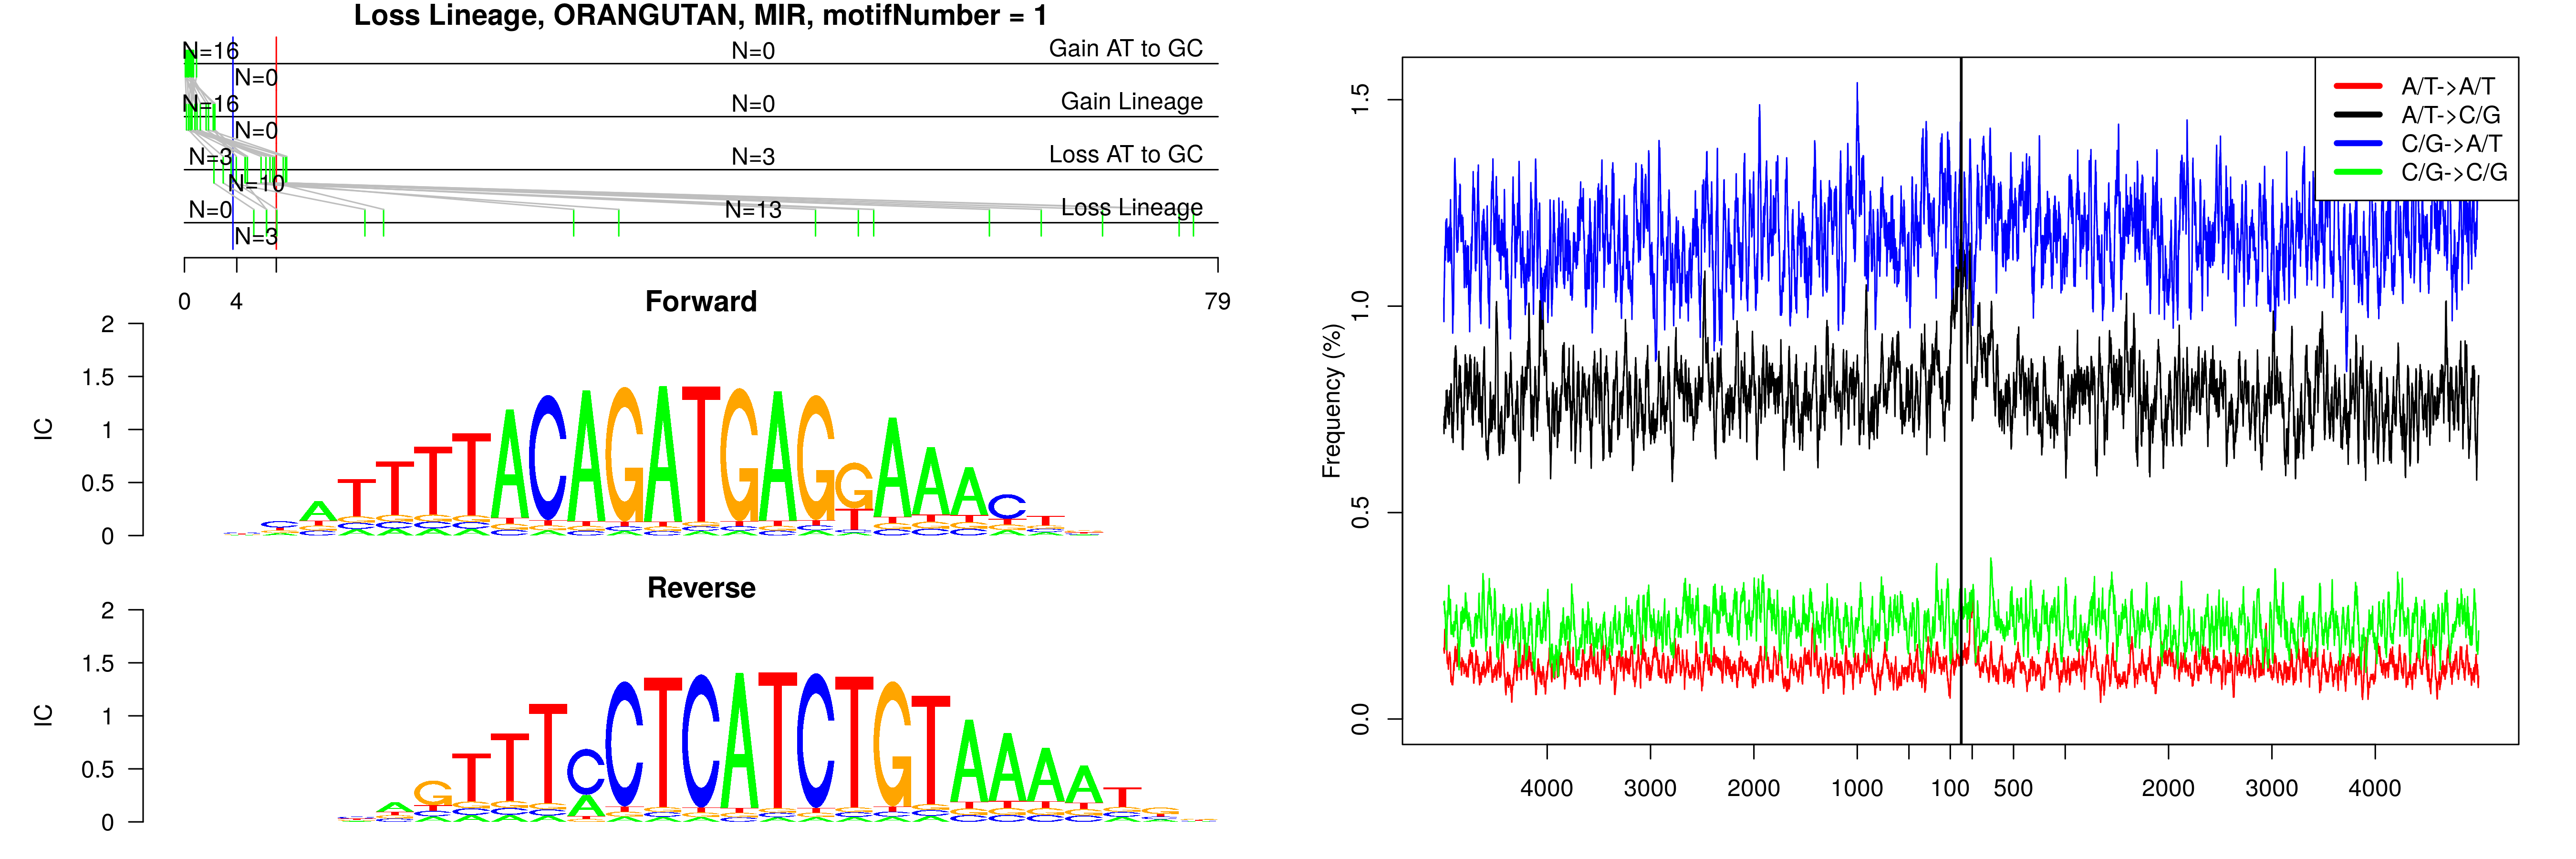 Loss Lineage, ORANGUTAN, MIR, motifNumber = 1
N=16 N=0 Gain AT to GC
N=0
N=16 N=0 Gain Lineage
N=0
N=3 N=3 Loss AT to GC
N=10
N=0 N=13 Loss Lineage
N=3
0 4 79
Forward
IC
2
1.5
1
0.5
0
ATTTTACAGATGAGGAAACT
Reverse
IC
2
1.5
1
0.5
0
AGTTTCCTCATCTGTAAAAT
A/T->A/T
A/T->C/G
C/G->A/T
C/G->C/G
Frequency (%)
1.5
1.0
0.5
0.0
4000 3000 2000 1000 100 500 2000 3000 4000